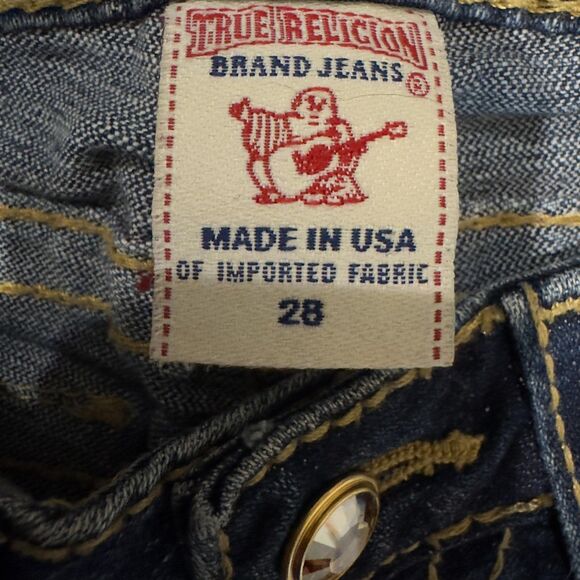 TRUE RELIGION
BRAND JEANS ®
MADE IN USA
OF IMPORTED FABRIC
28